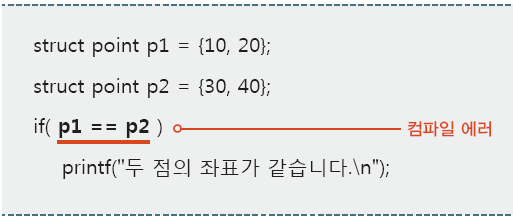 struct point p1 = {10, 20};
struct point p2 = {30, 40};
if( p1 == p2 ) 컴파일 에러
printf("두 점의 좌표가 같습니다.\n");